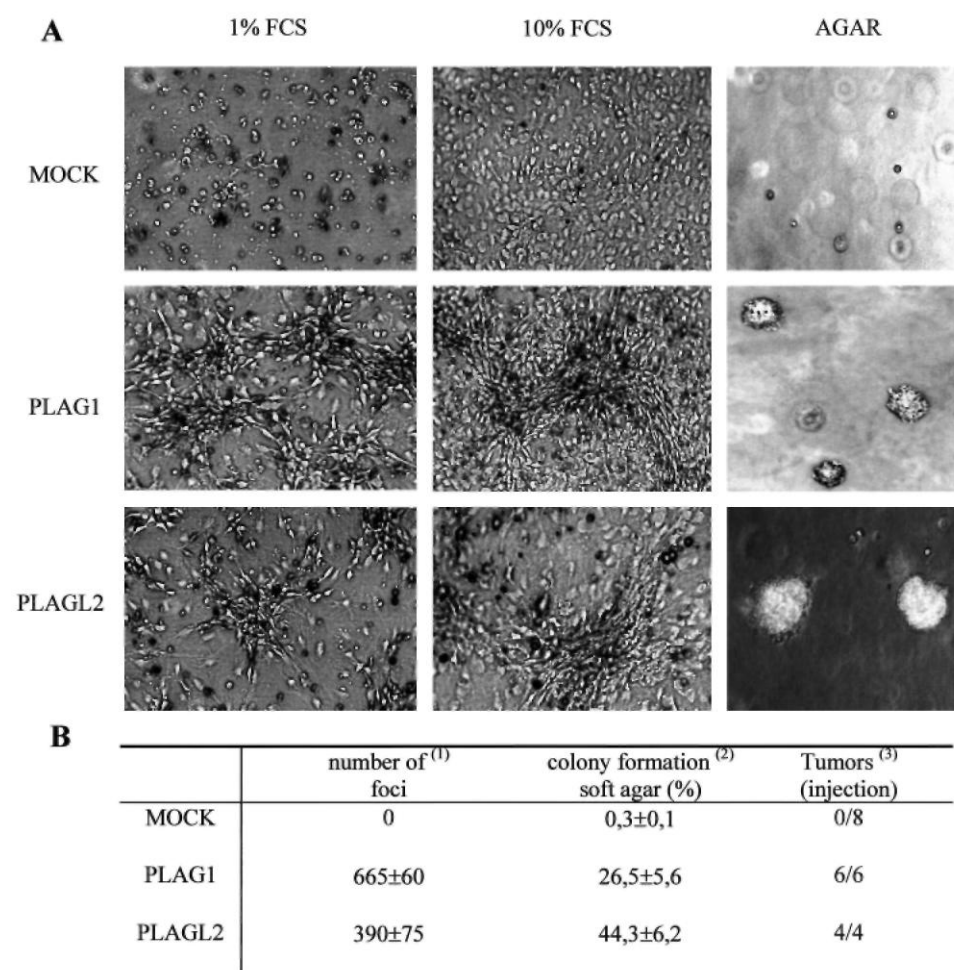 A
1% FCS 10% FCS AGAR
MOCK
PLAG1
PLAGL2
B
number of (1) colony formation (2) Tumors (3)
foci soft agar (%) (injection)
MOCK 0 0,3±0,1 0/8
PLAG1 665±60 26,5±5,6 6/6
PLAGL2 390±75 44,3±6,2 4/4